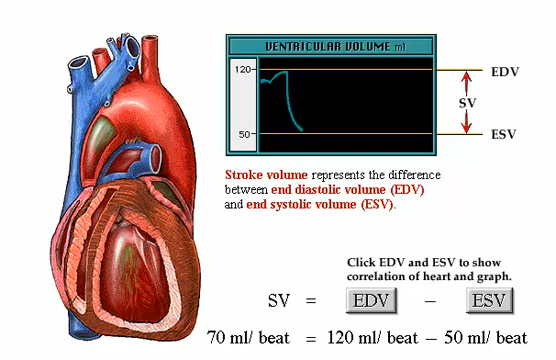 VENTRICULAR VOLUME ml
120
EDV
SV
50
ESV
Stroke volume represents the difference
between end diastolic volume (EDV)
and end systolic volume (ESV).
Click EDV and ESV to show
correlation of heart and graph.
SV = EDV – ESV
70 ml/ beat = 120 ml/ beat – 50 ml/ beat